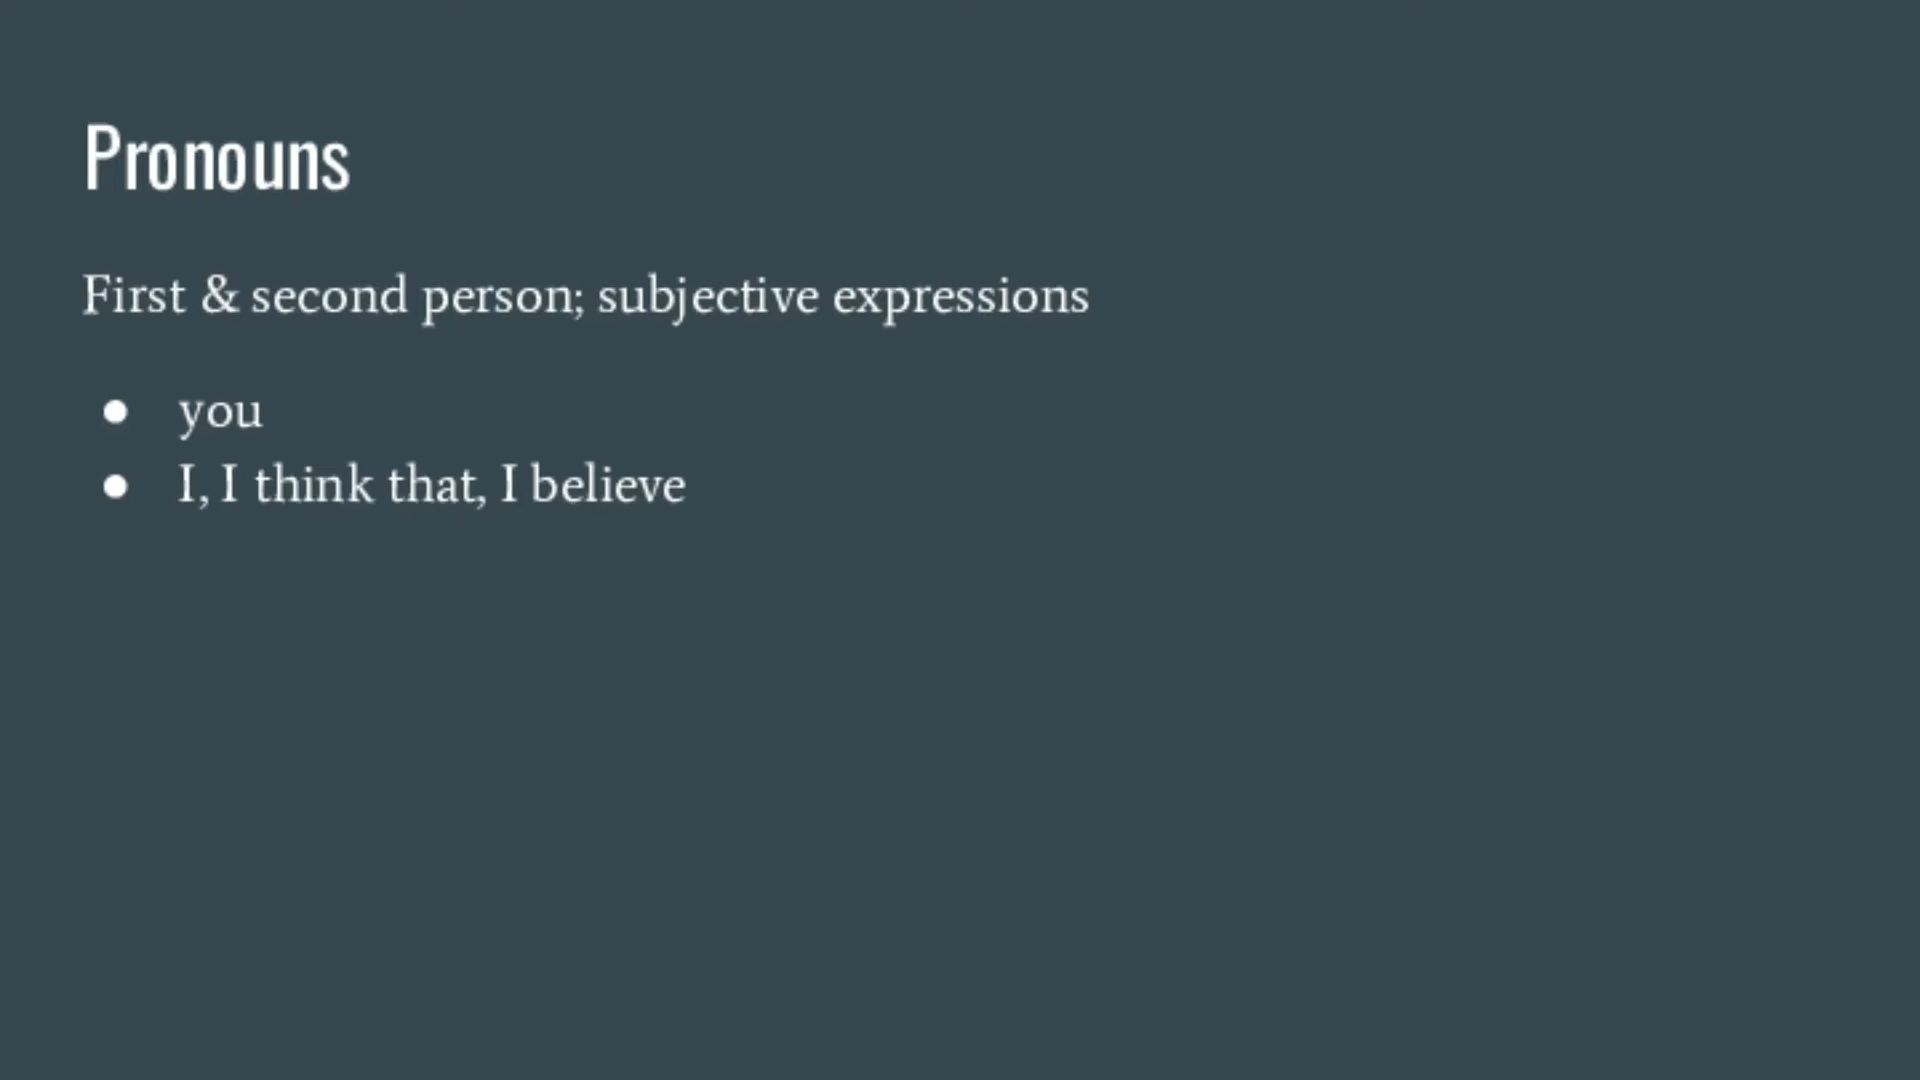 Pronouns
First & second person; subjective expressions
● you
● I, I think that, I believe